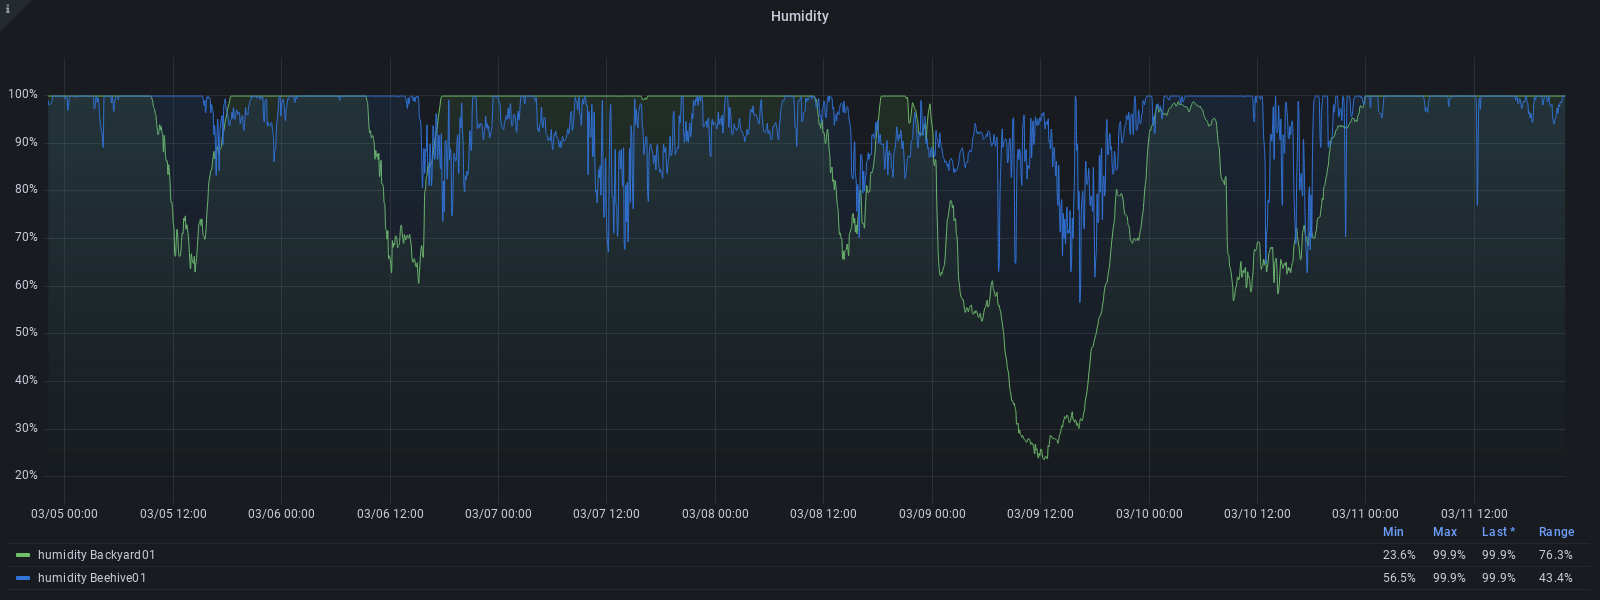 i
Humidity
100%
90%
80%
70%
60%
50%
40%
30%
20%
03/05 00:00 03/05 12:00 03/06 00:00 03/06 12:00 03/07 00:00 03/07 12:00 03/08 00:00 03/08 12:00 03/09 00:00 03/09 12:00 03/10 00:00 03/10 12:00 03/11 00:00 03/11 12:00
Min Max Last * Range
humidity Backyard01 23.6% 99.9% 99.9% 76.3%
humidity Beehive01 56.5% 99.9% 99.9% 43.4%